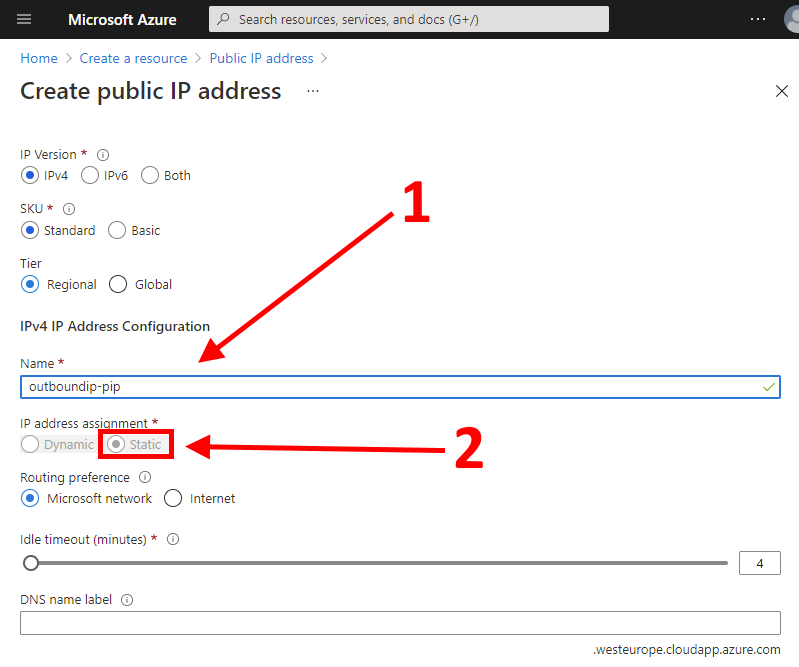 Microsoft Azure
Search resources, services, and docs (G+/)
Home > Create a resource > Public IP address >
Create public IP address ...
IP Version *
IPv4 IPv6 Both
1
SKU *
Standard Basic
Tier
Regional Global
IPv4 IP Address Configuration
Name *
outboundip-pip
IP address assignment *
Dynamic Static
2
Routing preference
Microsoft network Internet
Idle timeout (minutes) *
4
DNS name label
.westeurope.cloudapp.azure.com